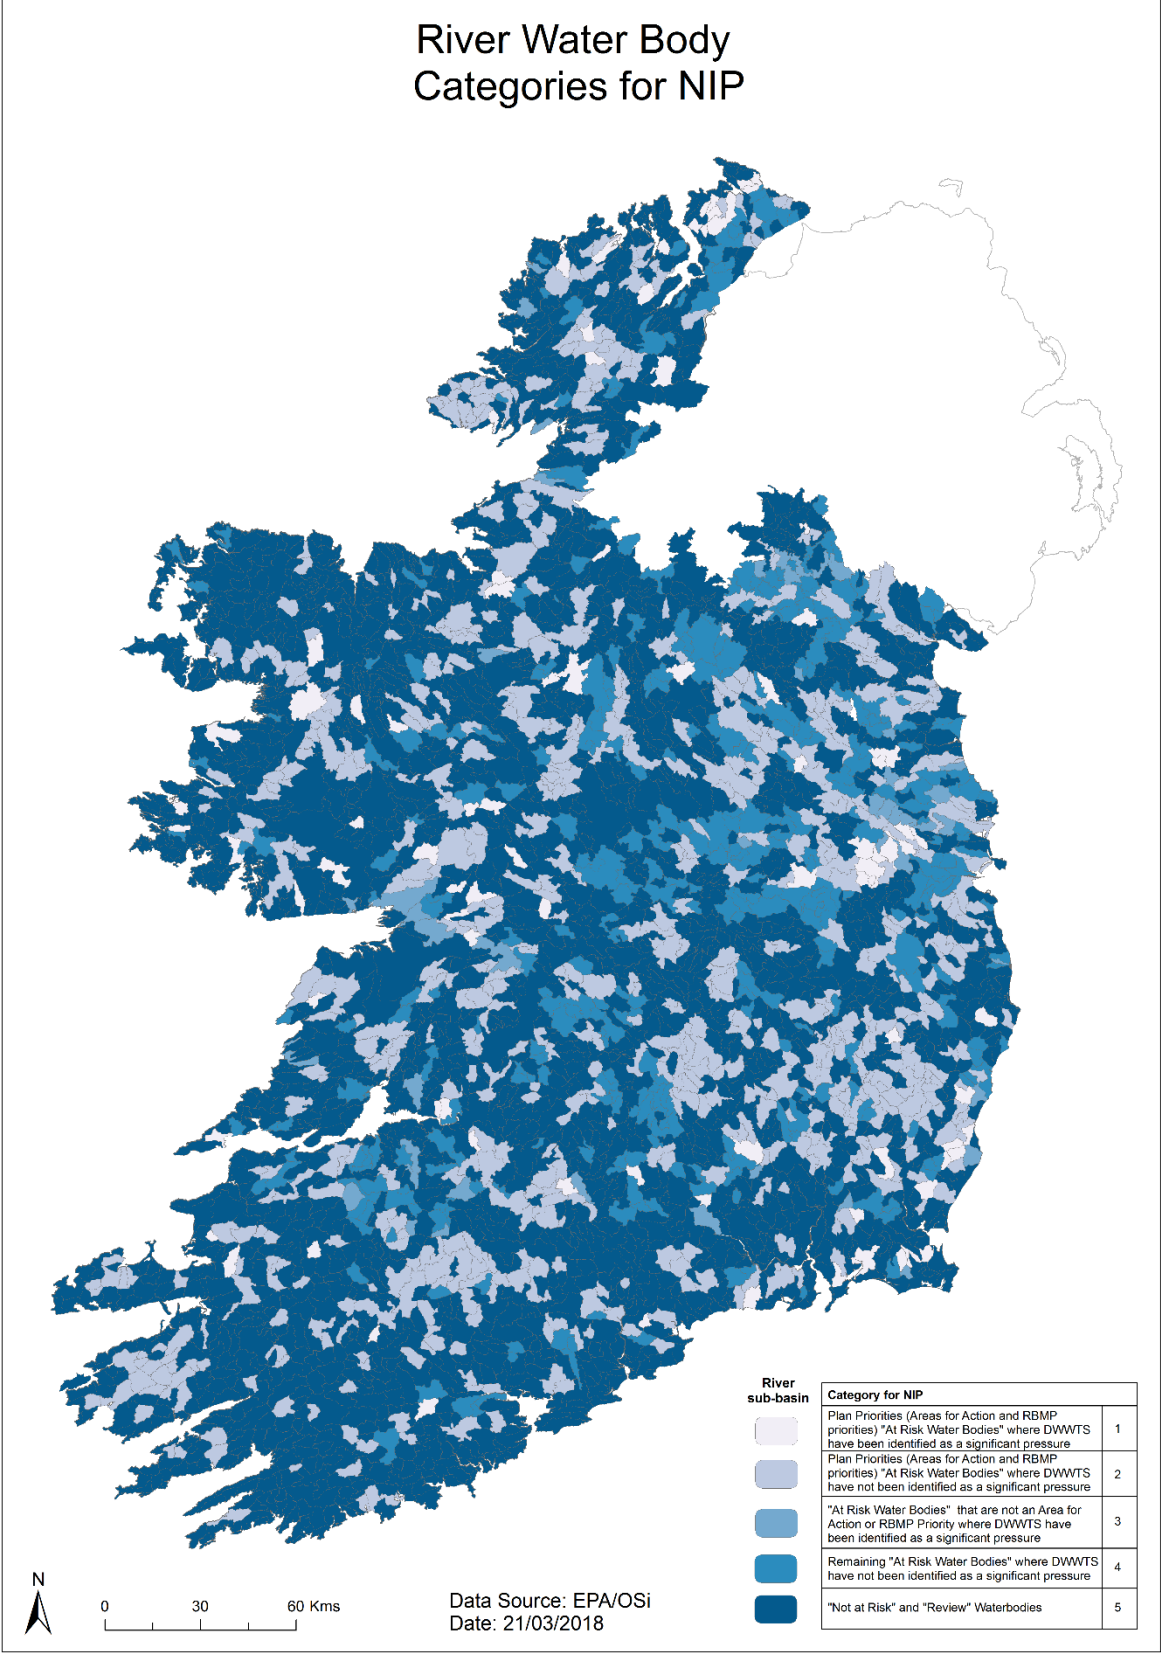 River Water Body
Categories for NIP
River
sub-basin
Category for NIP
Plan Priorities (Areas for Action and RBMP
priorities) "At Risk Water Bodies" where DWWTS
have been identified as a significant pressure
1
Plan Priorities (Areas for Action and RBMP
priorities) "At Risk Water Bodies" where DWWTS
have not been identified as a significant pressure
2
"At Risk Water Bodies" that are not an Area for
Action or RBMP Priority where DWWTS have
been identified as a significant pressure
3
Remaining "At Risk Water Bodies" where DWWTS
have not been identified as a significant pressure
4
"Not at Risk" and "Review" Waterbodies
5
N
0 30 60 Kms
Data Source: EPA/OSi
Date: 21/03/2018